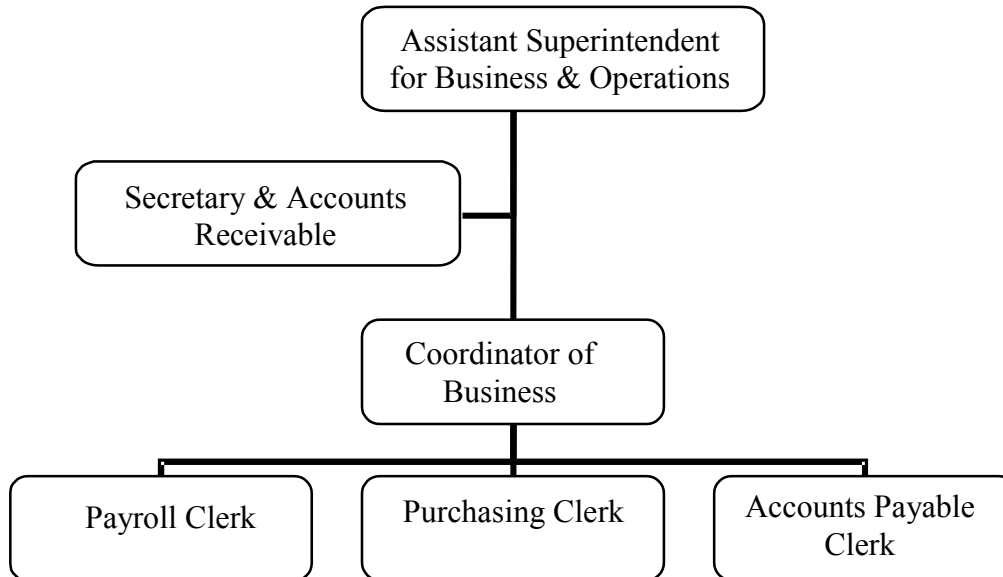 Assistant Superintendent
for Business & Operations
Secretary & Accounts
Receivable
Coordinator of
Business
Payroll Clerk
Purchasing Clerk
Accounts Payable
Clerk